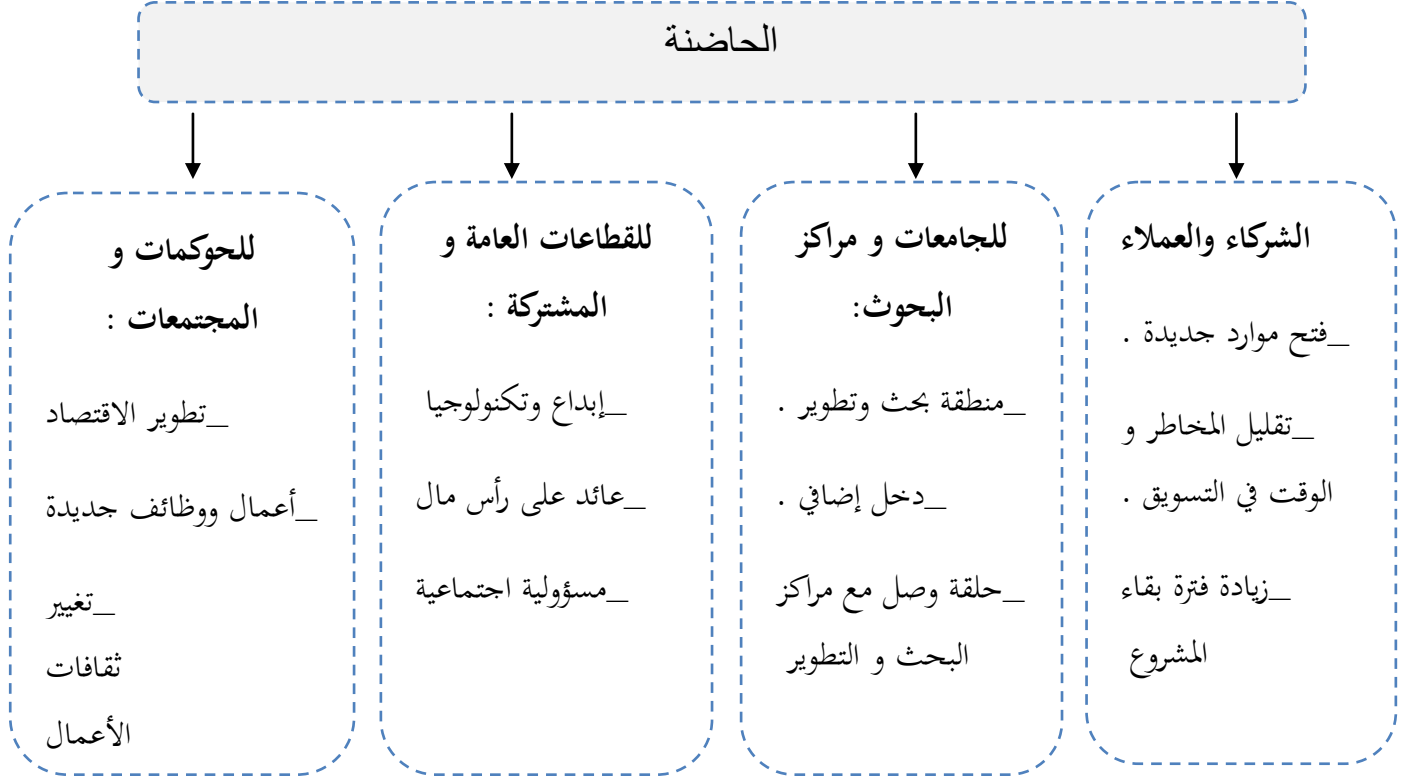 الحاضنة
الشركاء والعملاء
_فتح موارد جديدة .
_تقليل المخاطر و
الوقت في التسويق .
_زيادة فترة بقاء
المشروع
للجامعات و مراكز
البحوث:
_منطقة بحث وتطوير .
_دخل إضافي .
_حلقة وصل مع مراكز
البحث و التطوير
للقطاعات العامة و
المشتركة :
_إبداع وتكنولوجيا
_عائد على رأس مال
_مسؤولية اجتماعية
للحوكمات و
المجتمعات :
_تطوير الاقتصاد
_أعمال ووظائف جديدة
_تغيير
ثقافات
الأعمال